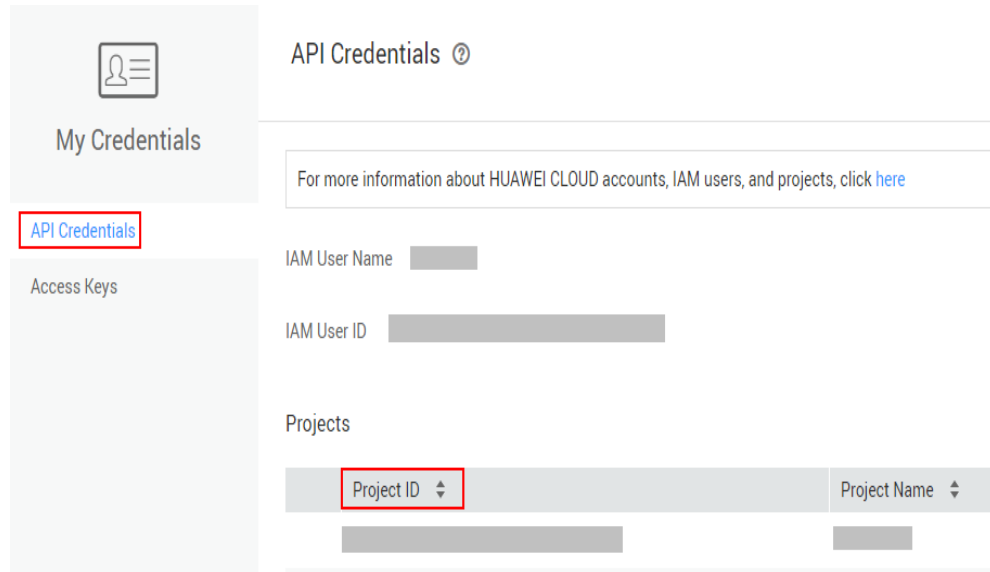 My Credentials
API Credentials
Access Keys
API Credentials ?
For more information about HUAWEI CLOUD accounts, IAM users, and projects, click here
IAM User Name
IAM User ID
Projects
Project ID
Project Name